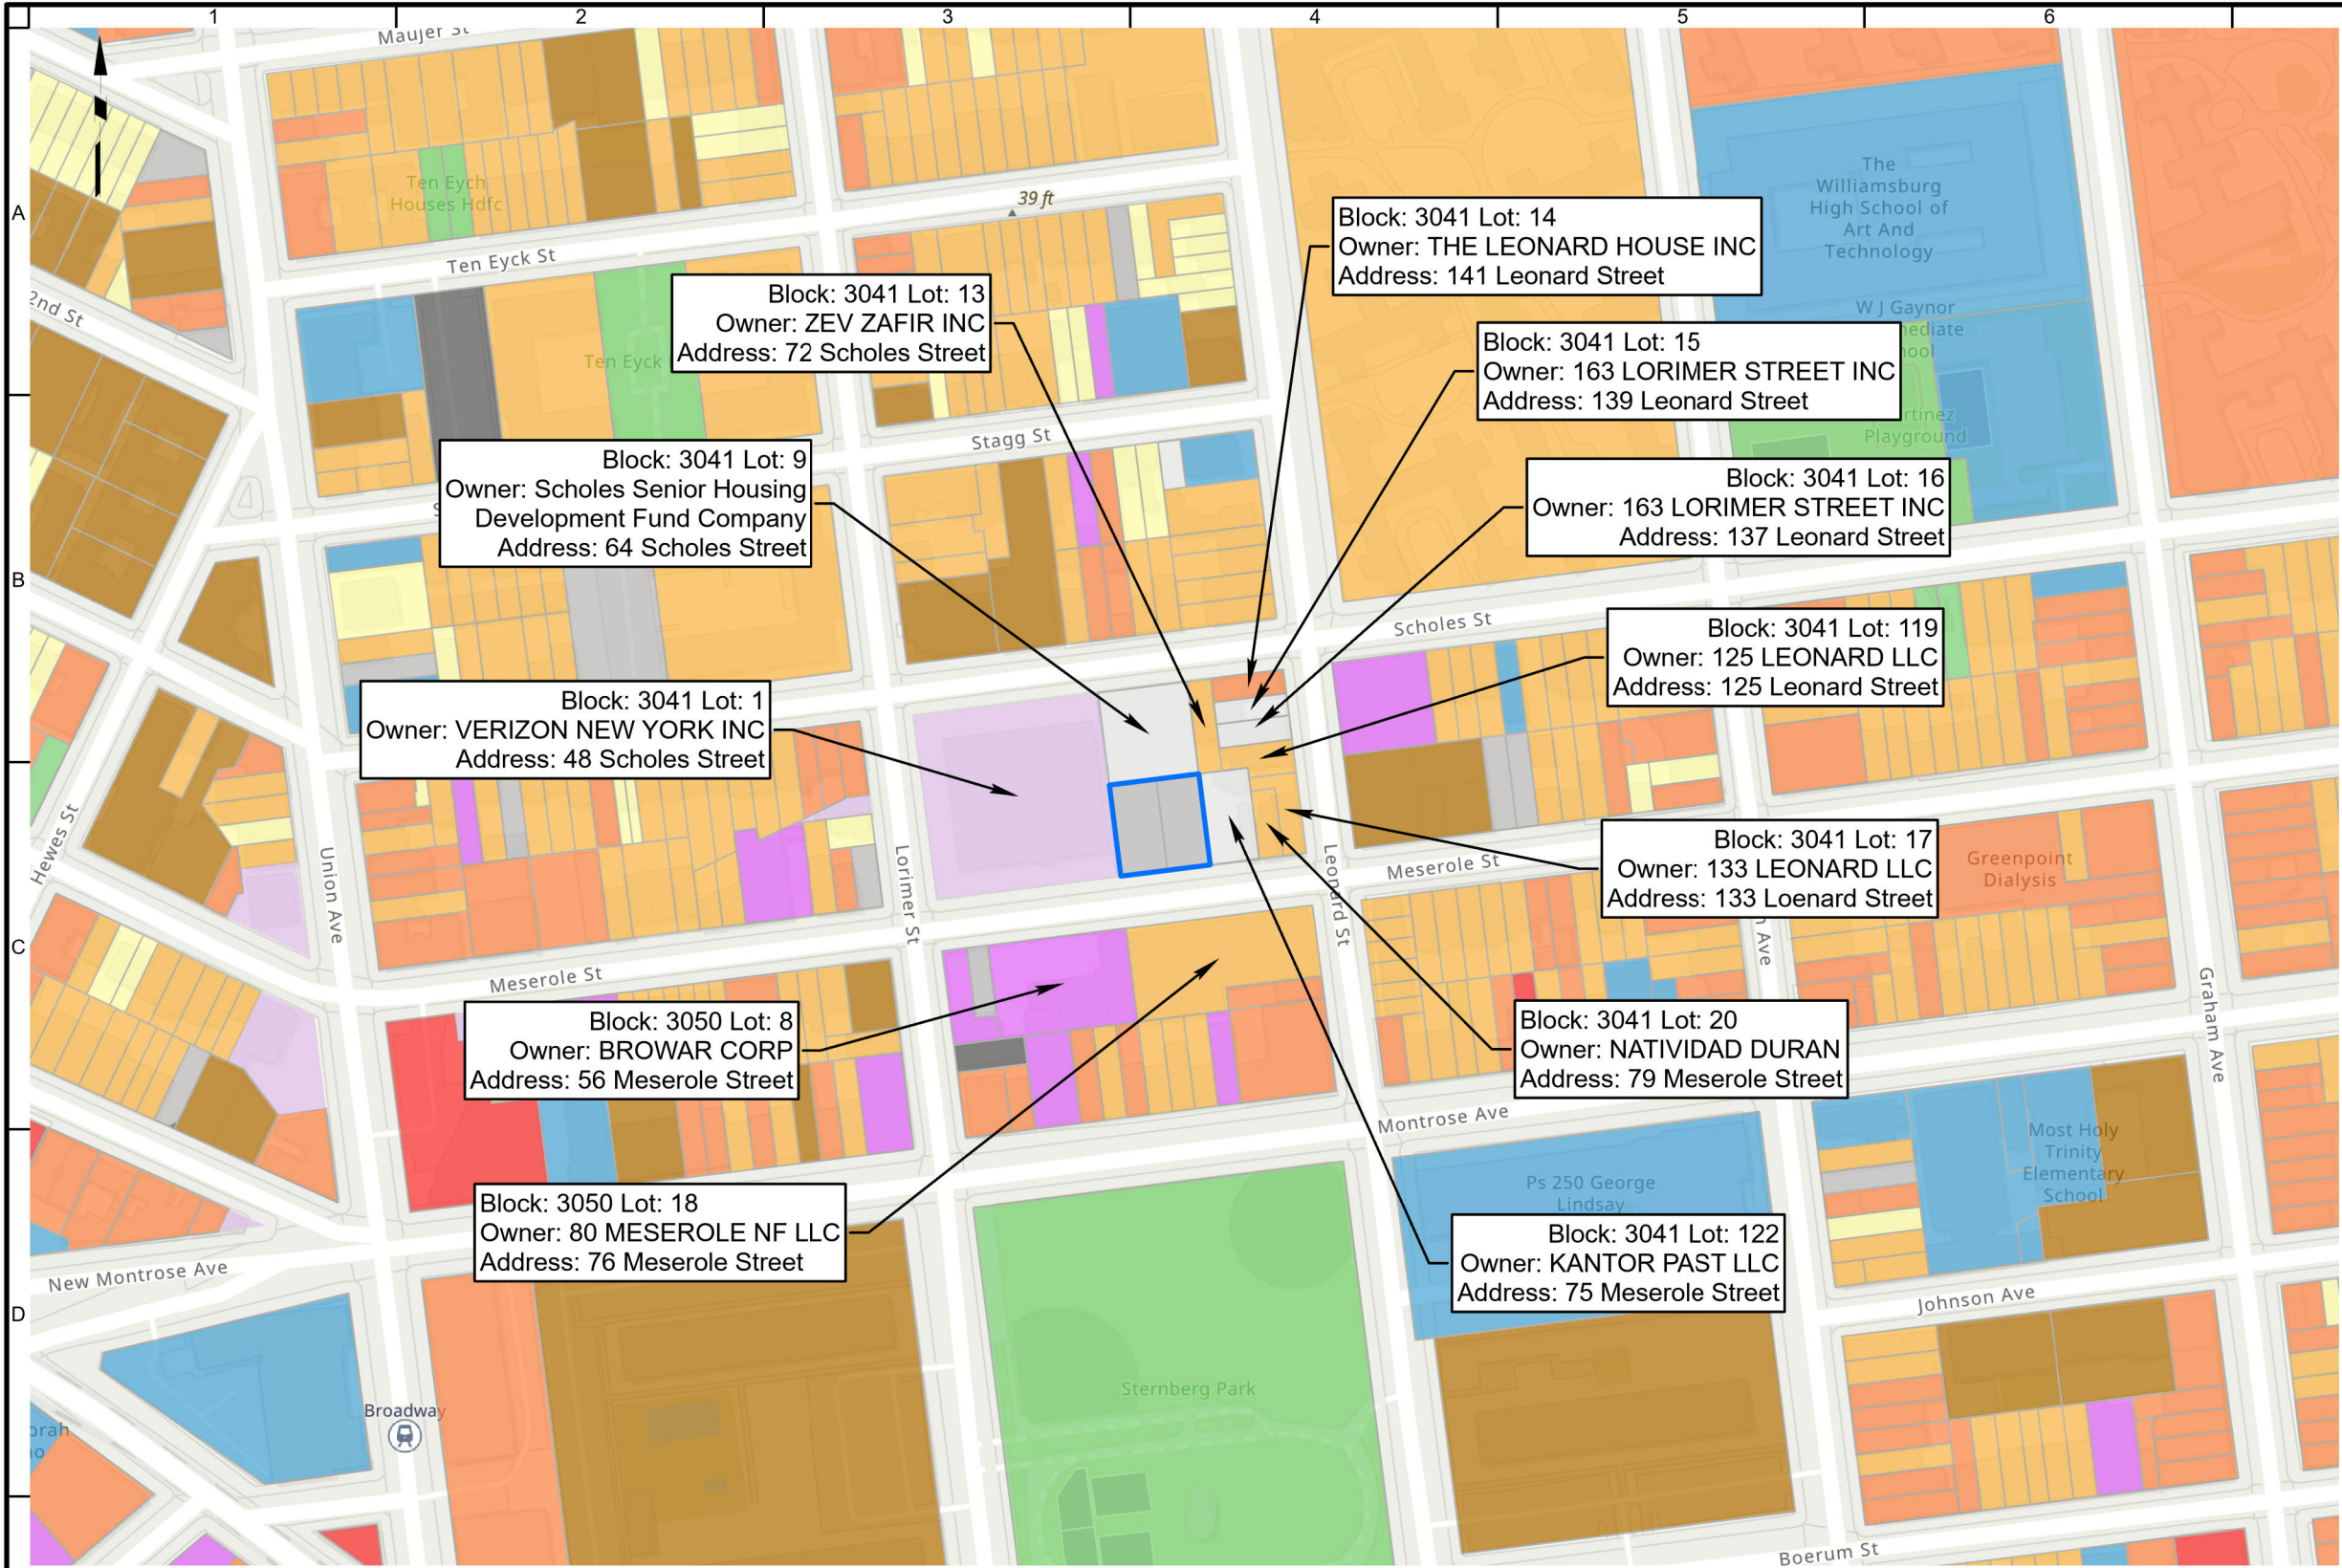 1
2
3
4
5
6
A
B
C
D
Maujer St
Ten Eych
Houses Hdfc
39 ft
Ten Eyck St
2nd St
Ten Eyck
The
Williamsburg
High School of
Art And
Technology
W J Gaynor
Playground
Block: 3041 Lot: 14
Owner: THE LEONARD HOUSE INC
Address: 141 Leonard Street
Block: 3041 Lot: 13
Owner: ZEV ZAFIR INC
Address: 72 Scholes Street
Block: 3041 Lot: 15
Owner: 163 LORIMER STREET INC
Address: 139 Leonard Street
Stagg St
Block: 3041 Lot: 9
Owner: Scholes Senior Housing
Development Fund Company
Address: 64 Scholes Street
Block: 3041 Lot: 16
Owner: 163 LORIMER STREET INC
Address: 137 Leonard Street
Scholes St
Block: 3041 Lot: 119
Owner: 125 LEONARD LLC
Address: 125 Leonard Street
Block: 3041 Lot: 1
Owner: VERIZON NEW YORK INC
Address: 48 Scholes Street
Hewes St
Union Ave
Lorimer St
Leonard St
Meserole St
Block: 3041 Lot: 17
Owner: 133 LEONARD LLC
Address: 133 Loenard Street
Greenpoint
Dialysis
Ave
Graham Ave
Meserole St
Block: 3050 Lot: 8
Owner: BROWAR CORP
Address: 56 Meserole Street
Block: 3041 Lot: 20
Owner: NATIVIDAD DURAN
Address: 79 Meserole Street
Montrose Ave
Most Holy
Trinity
Elementary
School
Ps 250 George
Lindsay
Block: 3050 Lot: 18
Owner: 80 MESEROLE NF LLC
Address: 76 Meserole Street
Block: 3041 Lot: 122
Owner: KANTOR PAST LLC
Address: 75 Meserole Street
New Montrose Ave
Johnson Ave
Sternberg Park
Broadway
Boerum St